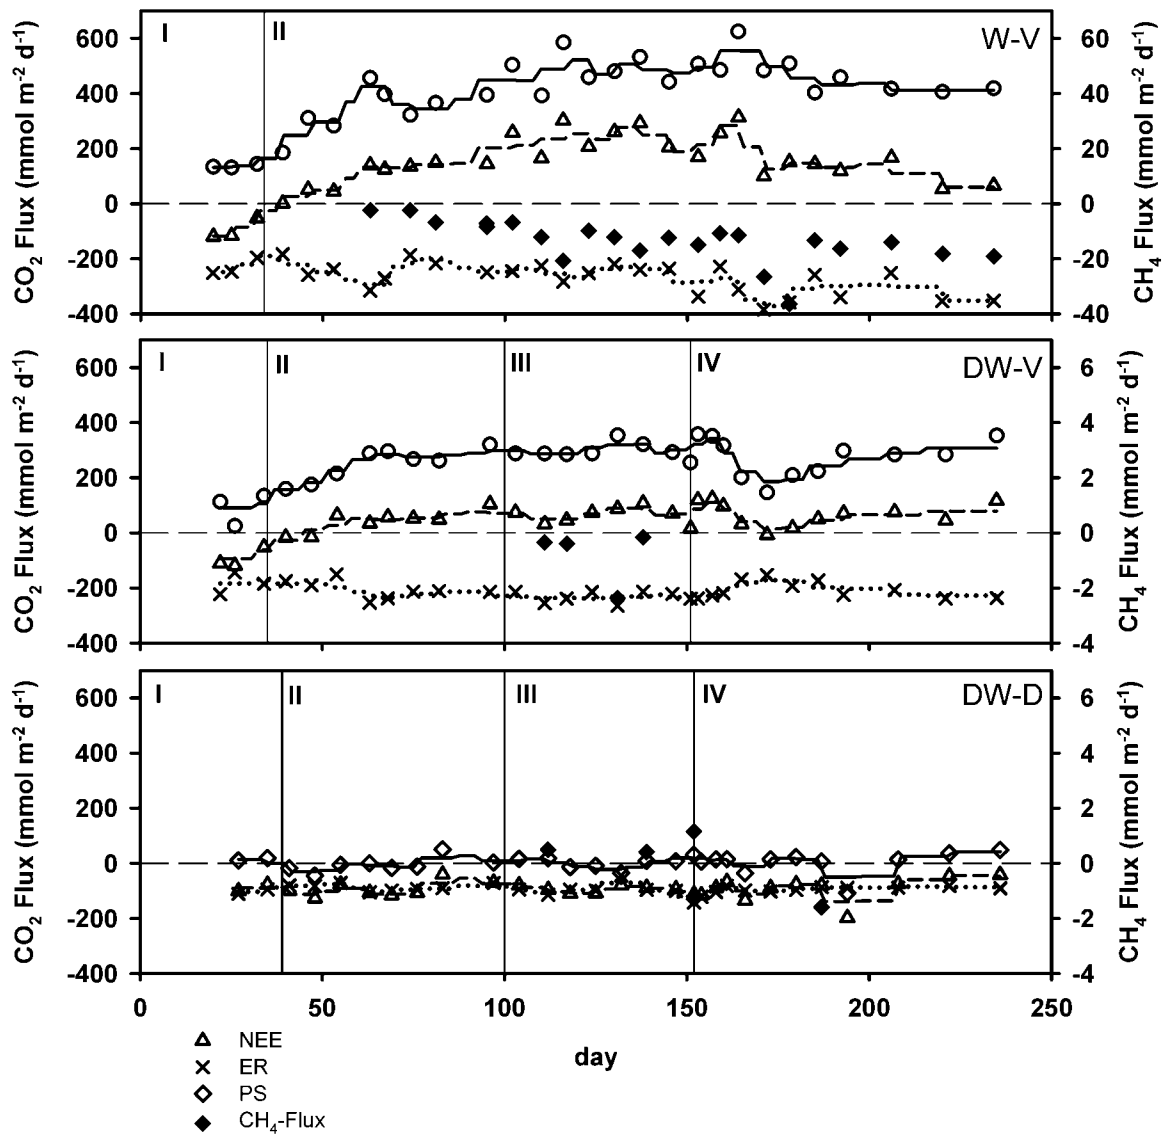 I
II
W-V
600
400
200
0
-200
-400
CO₂ Flux (mmol m⁻² d⁻¹)
60
40
20
0
-20
-40
CH₄ Flux (mmol m⁻² d⁻¹)
I
II
III
IV
DW-V
600
400
200
0
-200
-400
CO₂ Flux (mmol m⁻² d⁻¹)
6
4
2
0
-2
-4
CH₄ Flux (mmol m⁻² d⁻¹)
I
II
III
IV
DW-D
600
400
200
0
-200
-400
CO₂ Flux (mmol m⁻² d⁻¹)
6
4
2
0
-2
-4
CH₄ Flux (mmol m⁻² d⁻¹)
0 50 100 150 200 250
day
NEE
ER
PS
CH₄-Flux